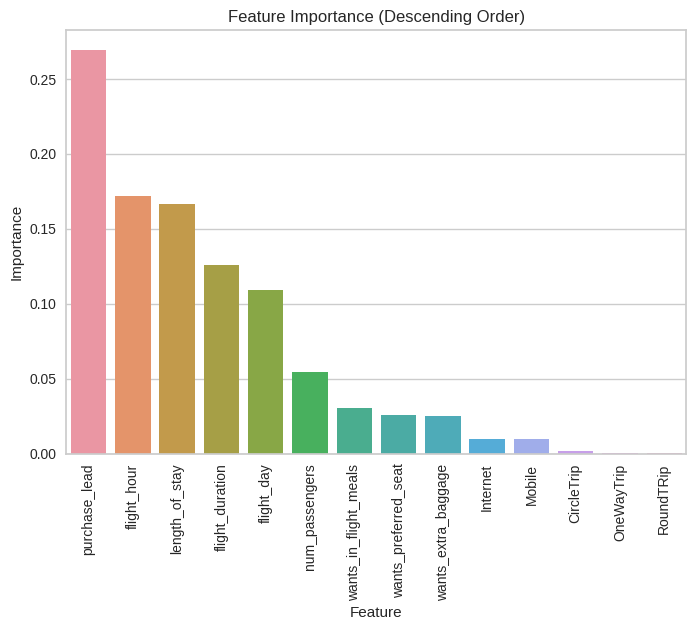 Feature Importance (Descending Order)
Importance
0.25
0.20
0.15
0.10
0.05
0.00
purchase_lead
flight_hour
length_of_stay
flight_duration
flight_day
num_passengers
wants_in_flight_meals
wants_preferred_seat
wants_extra_baggage
Internet
Mobile
CircleTrip
OneWayTrip
RoundTRip
Feature